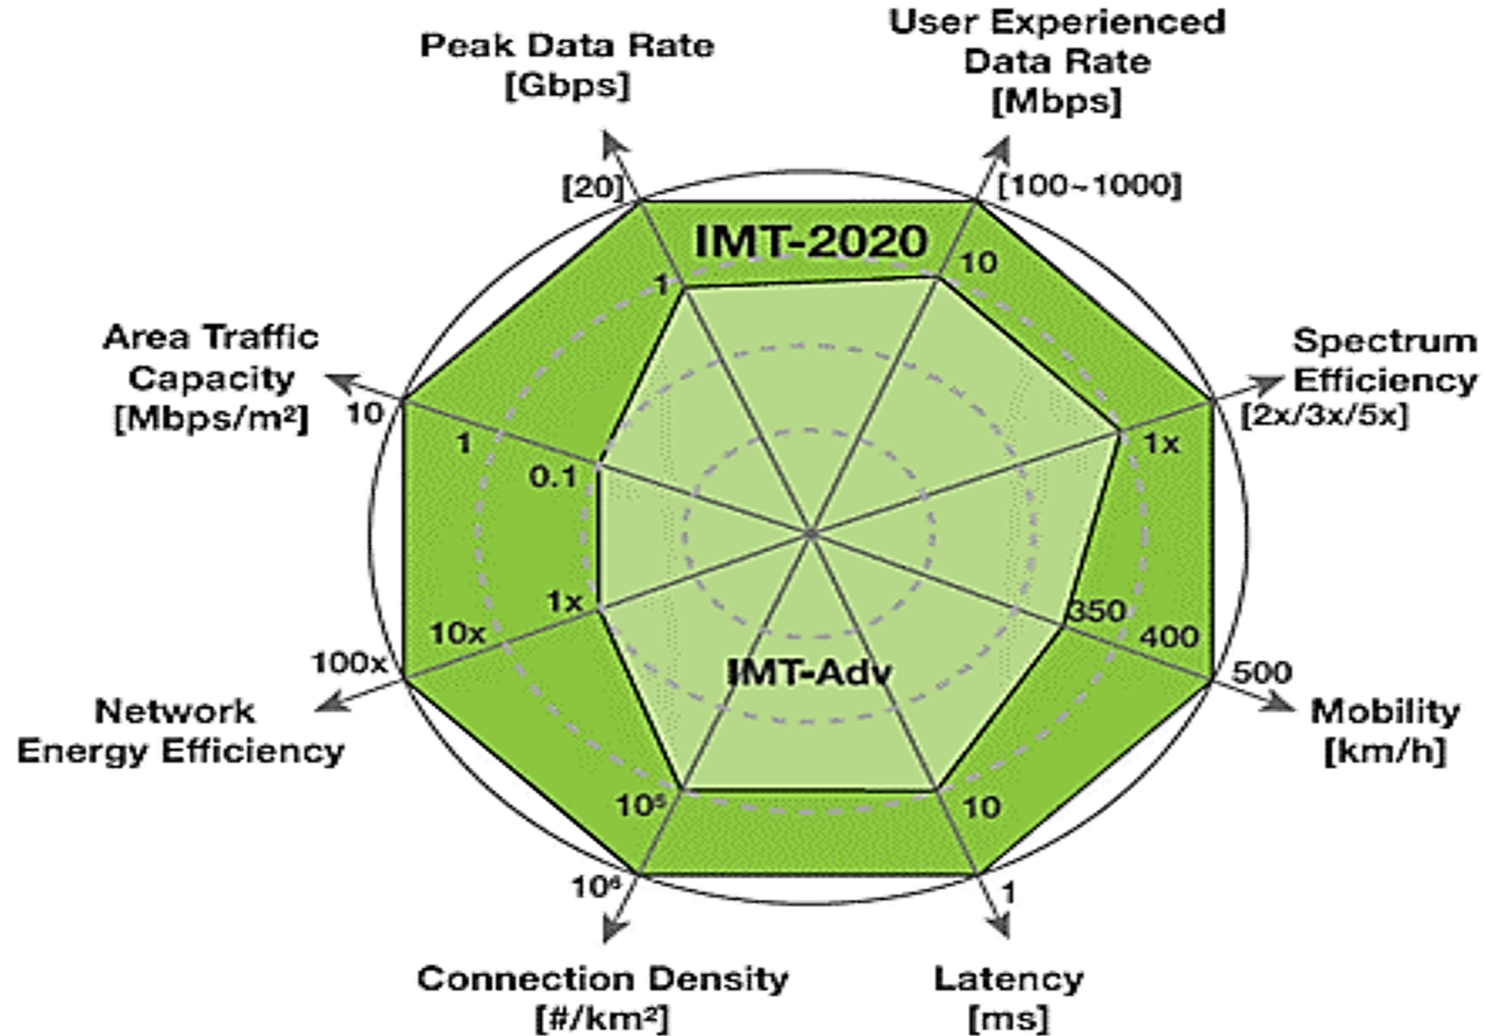 Peak Data Rate
[Gbps]
User Experienced
Data Rate
[Mbps]
[20]
[100~1000]
IMT-2020
1
10
Area Traffic
Capacity
[Mbps/m²]
Spectrum
Efficiency
[2x/3x/5x]
10
1
0.1
1x
1x
10x
100x
350
400
500
Network
Energy Efficiency
Mobility
[km/h]
IMT-Adv
10⁵
10
10⁶
1
Connection Density
[#/km²]
Latency
[ms]